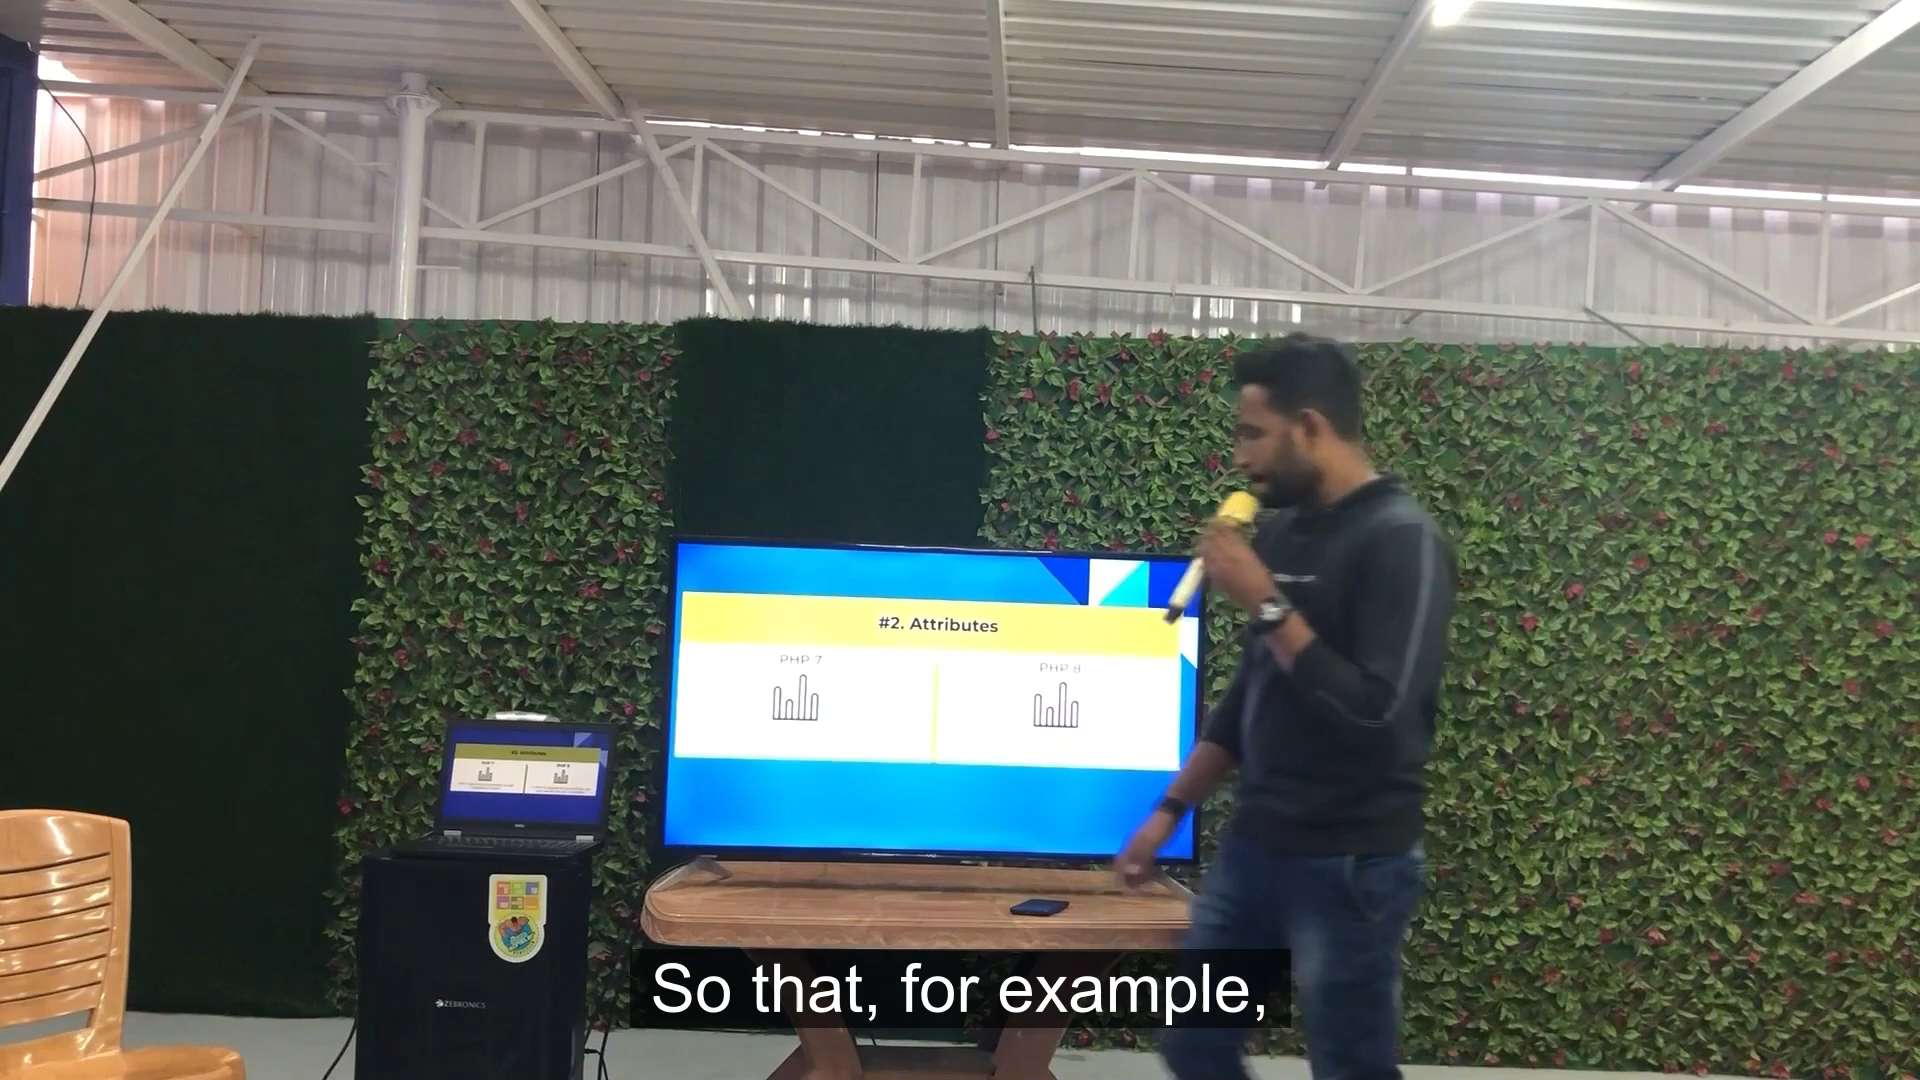 #2. Attributes
PHP 7
PHP 8
ZEBRONICS
So that, for example,